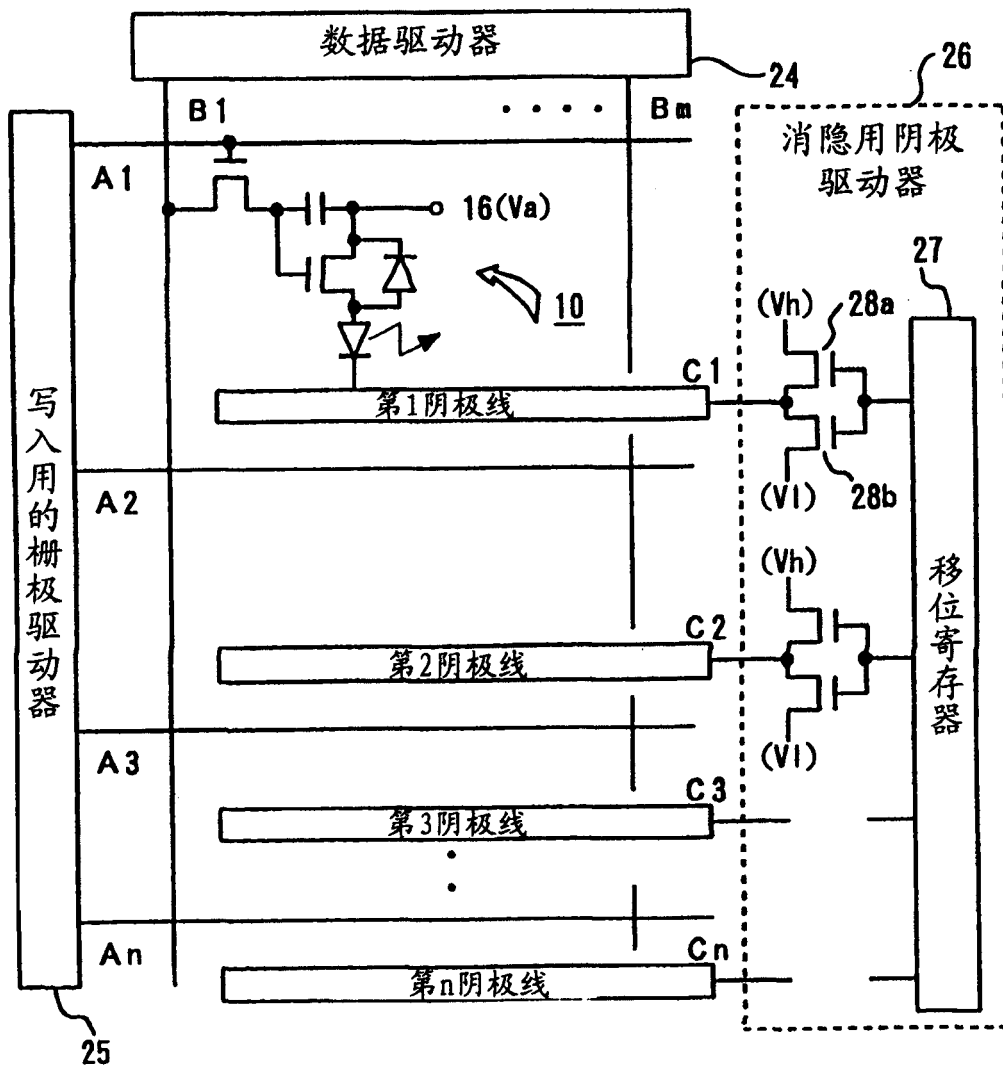 数据驱动器
24
26
B1
· · · ·
Bm
消隐用阴极
驱动器
A1
16(Va)
27
10
(Vh)
28a
C1
第1阴极线
写入用的栅极驱动器
A2
(Vl)
28b
(Vh)
移位寄存器
C2
第2阴极线
A3
(Vl)
C3
第3阴极线
An
Cn
第n阴极线
25